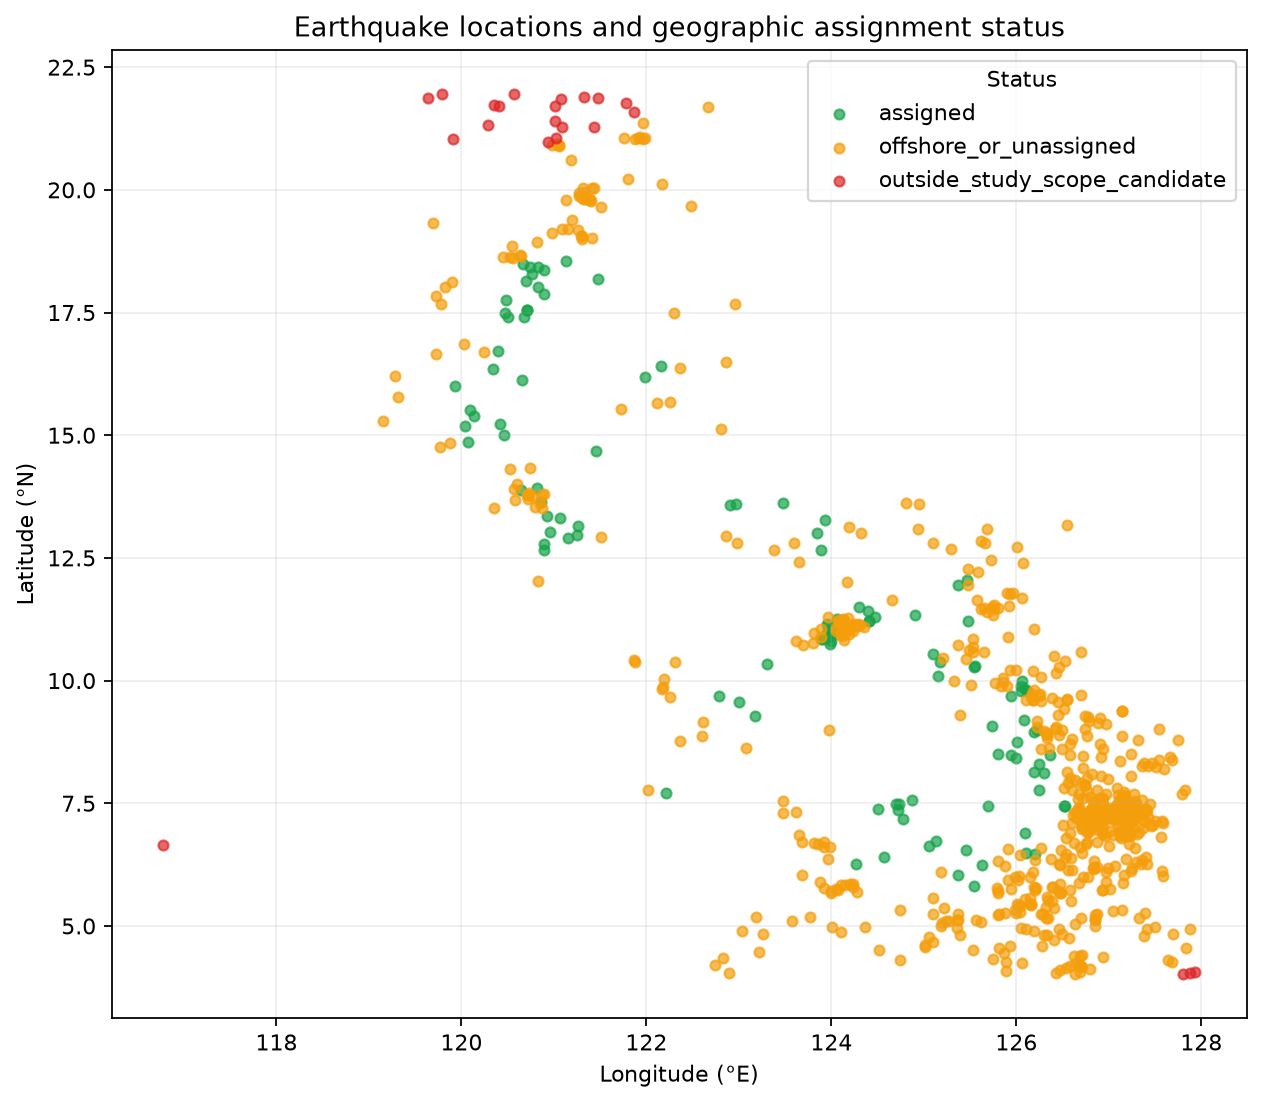 Earthquake locations and geographic assignment status
Status
assigned
offshore_or_unassigned
outside_study_scope_candidate
22.5
20.0
17.5
15.0
12.5
10.0
7.5
5.0
Latitude (°N)
118
120
122
124
126
128
Longitude (°E)